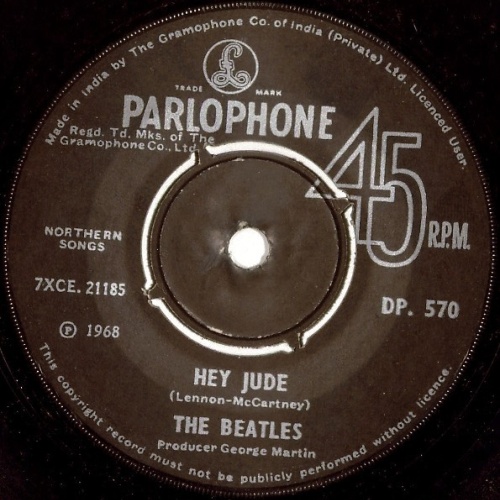 Made in India by The Gramophone Co. of India (Private) Ltd. Licenced User.
£
TRADE MARK
PARLOPHONE
Regd. Td. Mks. of The
Gramophone Co., Ltd.
45
R.P.M.
NORTHERN
SONGS
7XCE. 21185
DP. 570
℗ 1968
HEY JUDE
(Lennon-McCartney)
THE BEATLES
Producer George Martin
This copyright record must not be publicly performed without licence.